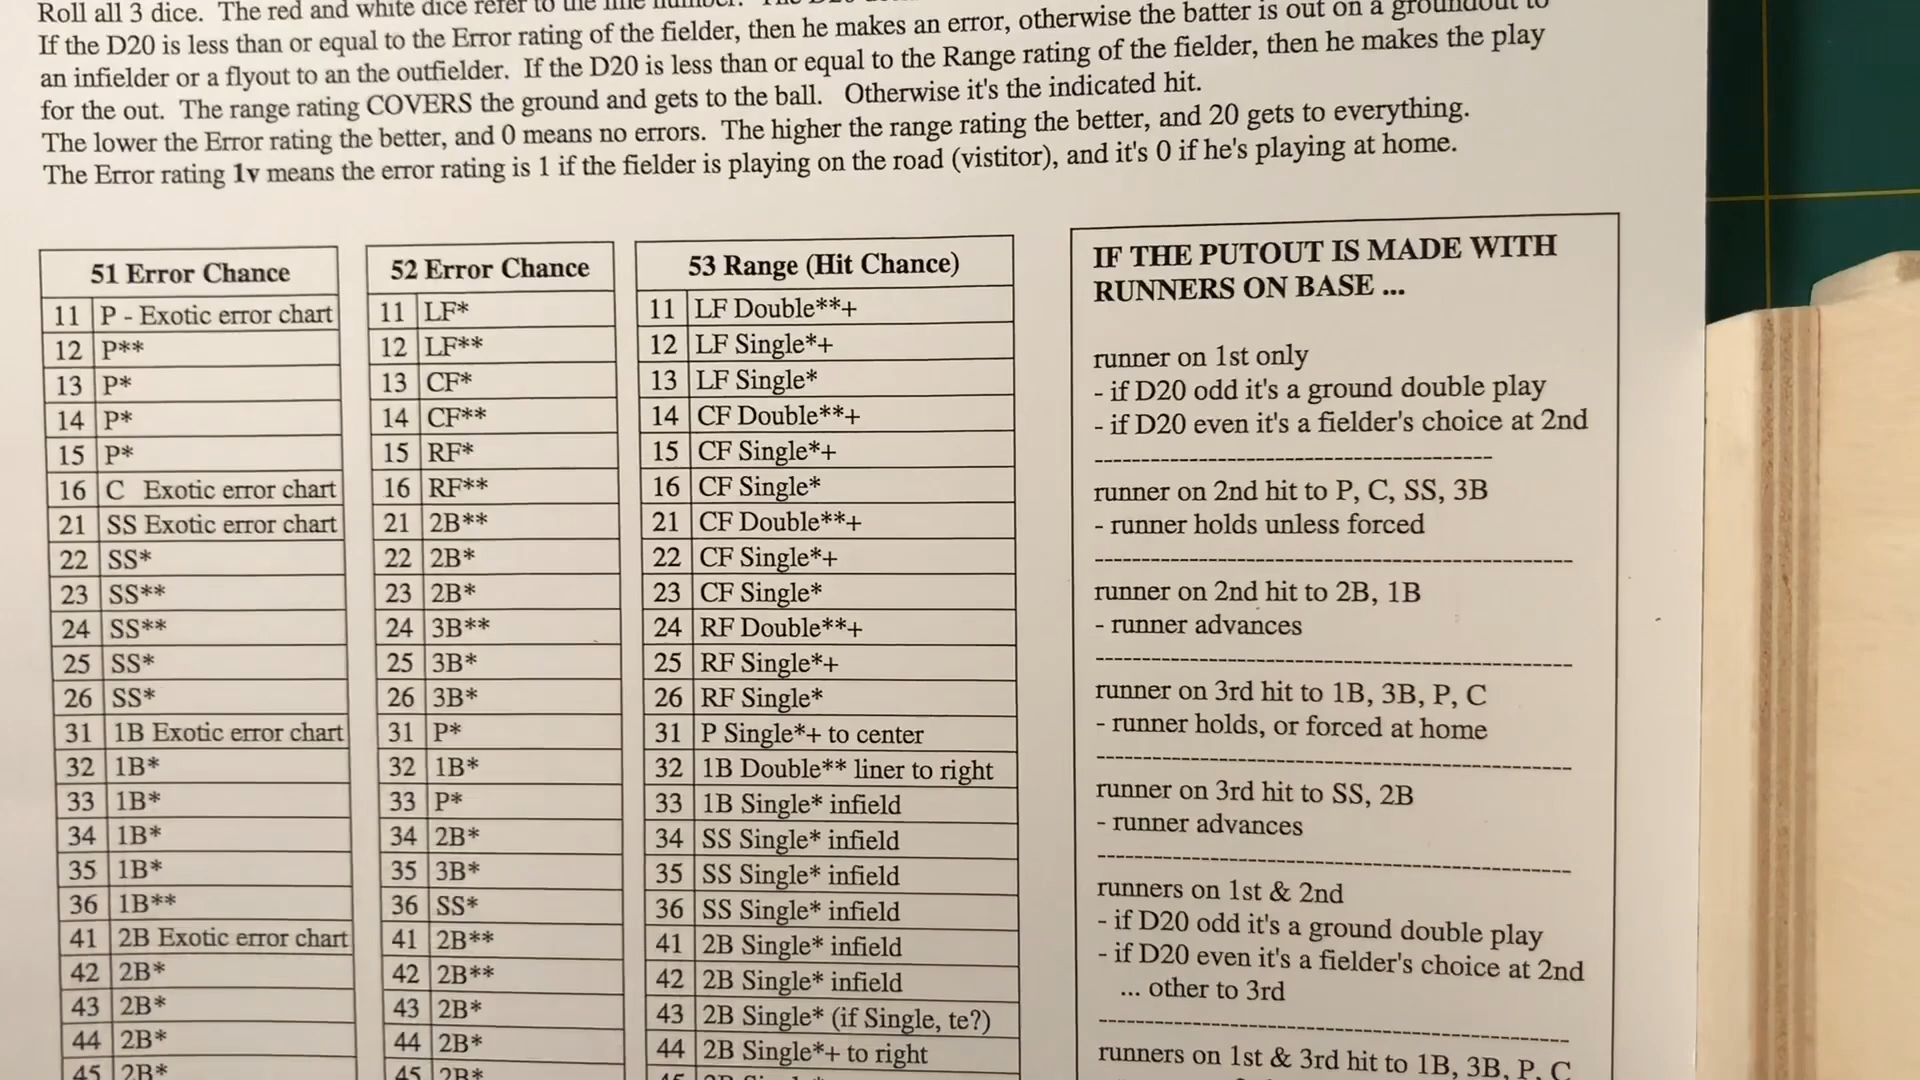 Roll all 3 dice. The red and white dice refer to the line number. The D20
If the D20 is less than or equal to the Error rating of the fielder, then he makes an error, otherwise the batter is out on a groundout to
an infielder or a flyout to an the outfielder. If the D20 is less than or equal to the Range rating of the fielder, then he makes the play
for the out. The range rating COVERS the ground and gets to the ball. Otherwise it's the indicated hit.
The lower the Error rating the better, and 0 means no errors. The higher the range rating the better, and 20 gets to everything.
The Error rating 1v means the error rating is 1 if the fielder is playing on the road (vistitor), and it's 0 if he's playing at home.
51 Error Chance
11 P - Exotic error chart
12 P**
13 P*
14 P*
15 P*
16 C Exotic error chart
21 SS Exotic error chart
22 SS*
23 SS**
24 SS**
25 SS*
26 SS*
31 1B Exotic error chart
32 1B*
33 1B*
34 1B*
35 1B*
36 1B**
41 2B Exotic error chart
42 2B*
43 2B*
44 2B*
45 2B*
52 Error Chance
11 LF*
12 LF**
13 CF*
14 CF**
15 RF*
16 RF**
21 2B**
22 2B*
23 2B*
24 3B**
25 3B*
26 3B*
31 P*
32 1B*
33 P*
34 2B*
35 3B*
36 SS*
41 2B**
42 2B**
43 2B*
44 2B*
45 2B*
53 Range (Hit Chance)
11 LF Double**+
12 LF Single*+
13 LF Single*
14 CF Double**+
15 CF Single*+
16 CF Single*
21 CF Double**+
22 CF Single*+
23 CF Single*
24 RF Double**+
25 RF Single*+
26 RF Single*
31 P Single*+ to center
32 1B Double** liner to right
33 1B Single* infield
34 SS Single* infield
35 SS Single* infield
36 SS Single* infield
41 2B Single* infield
42 2B Single* infield
43 2B Single* (if Single, te?)
44 2B Single*+ to right
IF THE PUTOUT IS MADE WITH
RUNNERS ON BASE ...
runner on 1st only
- if D20 odd it's a ground double play
- if D20 even it's a fielder's choice at 2nd
runner on 2nd hit to P, C, SS, 3B
- runner holds unless forced
runner on 2nd hit to 2B, 1B
- runner advances
runner on 3rd hit to 1B, 3B, P, C
- runner holds, or forced at home
runner on 3rd hit to SS, 2B
- runner advances
runners on 1st & 2nd
- if D20 odd it's a ground double play
- if D20 even it's a fielder's choice at 2nd
... other to 3rd
runners on 1st & 3rd hit to 1B, 3B, P, C